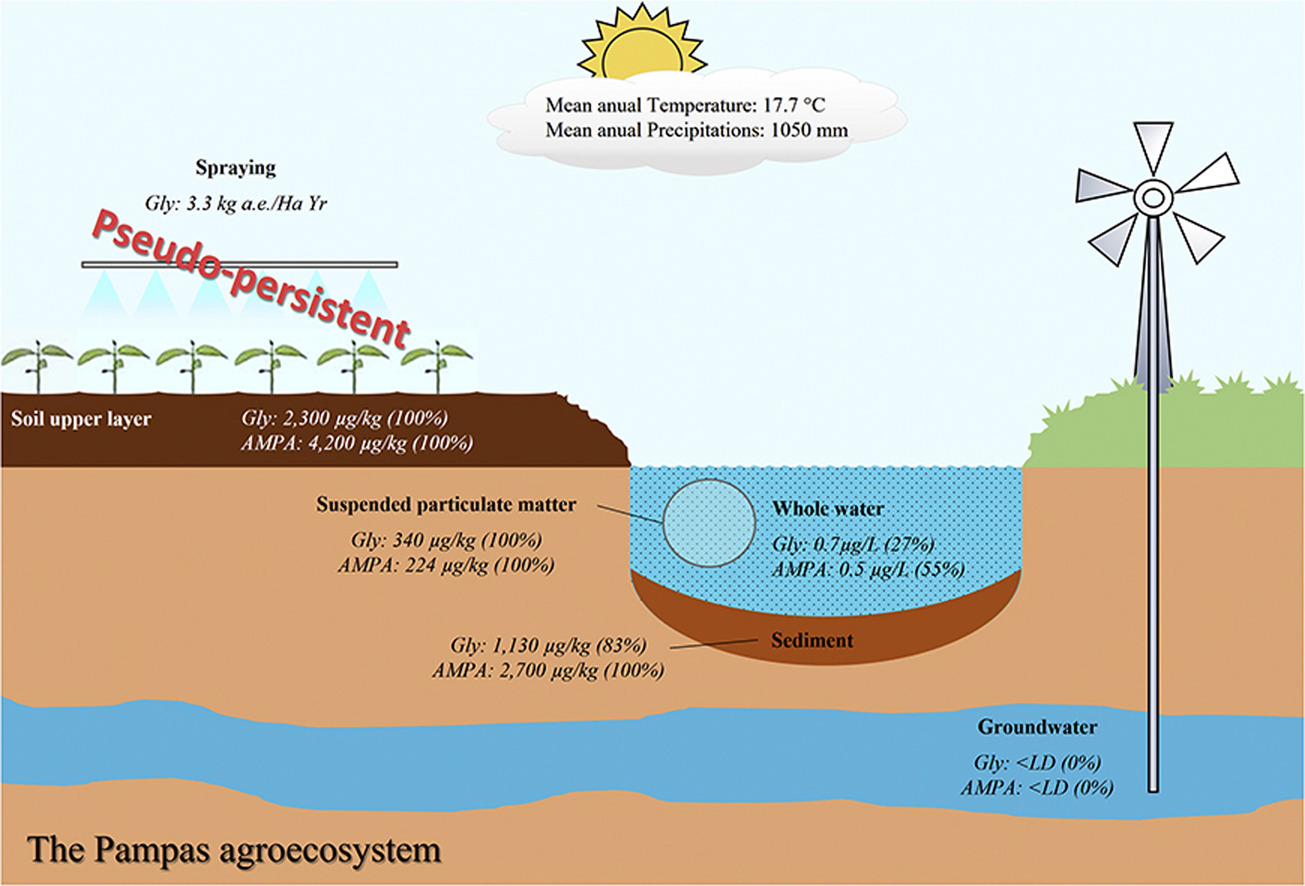 Mean anual Temperature: 17.7 °C
Mean anual Precipitations: 1050 mm
Spraying
Gly: 3.3 kg a.e./Ha Yr
Pseudo-persistent
Soil upper layer
Gly: 2,300 µg/kg (100%)
AMPA: 4,200 µg/kg (100%)
Suspended particulate matter
Gly: 340 µg/kg (100%)
AMPA: 224 µg/kg (100%)
Whole water
Gly: 0.7µg/L (27%)
AMPA: 0.5 µg/L (55%)
Gly: 1,130 µg/kg (83%)
AMPA: 2,700 µg/kg (100%)
Sediment
Groundwater
Gly: <LD (0%)
AMPA: <LD (0%)
The Pampas agroecosystem